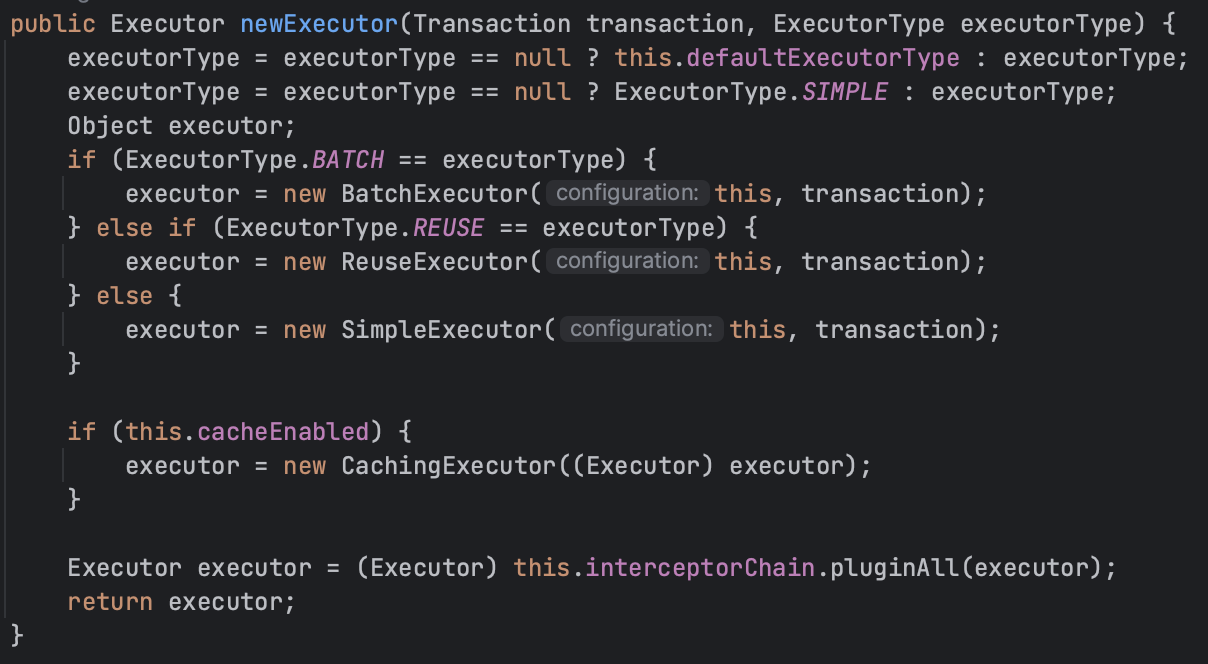 public Executor newExecutor(Transaction transaction, ExecutorType executorType) {
    executorType = executorType == null ? this.defaultExecutorType : executorType;
    executorType = executorType == null ? ExecutorType.SIMPLE : executorType;
    Object executor;
    if (ExecutorType.BATCH == executorType) {
        executor = new BatchExecutor( configuration: this, transaction);
    } else if (ExecutorType.REUSE == executorType) {
        executor = new ReuseExecutor( configuration: this, transaction);
    } else {
        executor = new SimpleExecutor( configuration: this, transaction);
    }

    if (this.cacheEnabled) {
        executor = new CachingExecutor((Executor) executor);
    }

    Executor executor = (Executor) this.interceptorChain.pluginAll(executor);
    return executor;
}